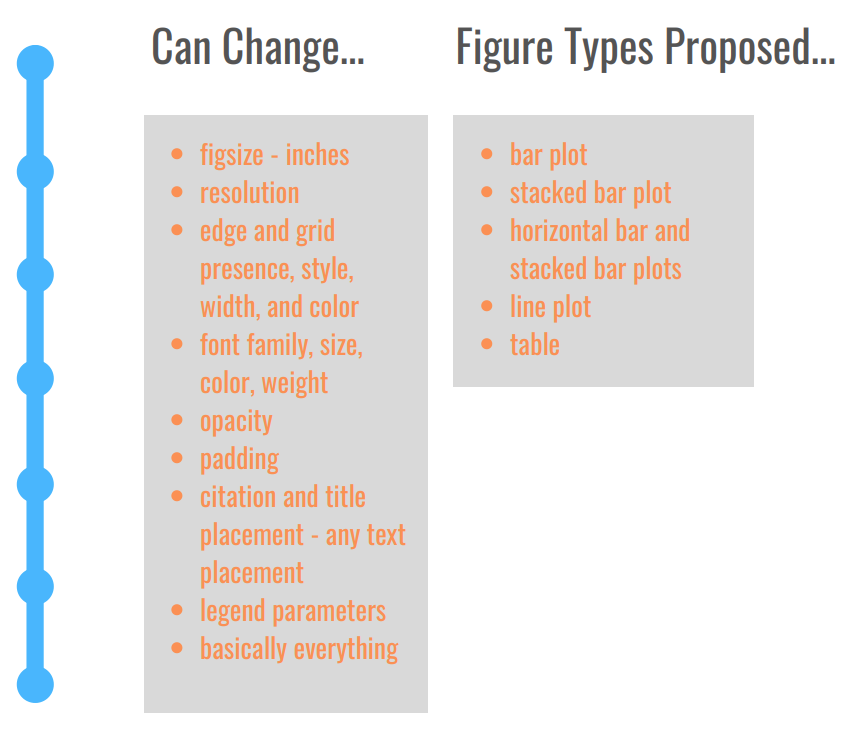 Can Change...
• figsize - inches
• resolution
• edge and grid
presence, style,
width, and color
• font family, size,
color, weight
• opacity
• padding
• citation and title
placement - any text
placement
• legend parameters
• basically everything
Figure Types Proposed...
• bar plot
• stacked bar plot
• horizontal bar and
stacked bar plots
• line plot
• table